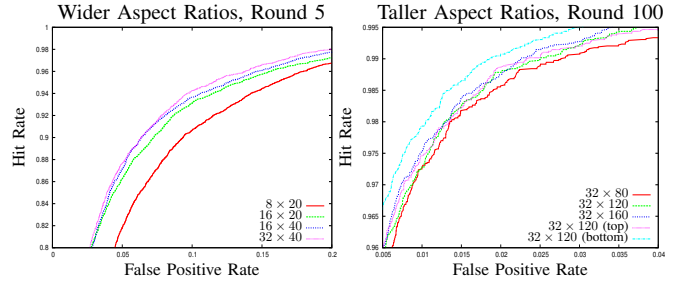 Wider Aspect Ratios, Round 5
1
0.98
0.96
0.94
0.92
0.9
0.88
0.86
0.84
0.82
0.8
Hit Rate
8 × 20
16 × 20
16 × 40
32 × 40
0 0.05 0.1 0.15 0.2
False Positive Rate
Taller Aspect Ratios, Round 100
0.995
0.99
0.985
0.98
0.975
0.97
0.965
0.96
Hit Rate
32 × 80
32 × 120
32 × 160
32 × 120 (top)
32 × 120 (bottom)
0.005 0.01 0.015 0.02 0.025 0.03 0.035 0.04
False Positive Rate